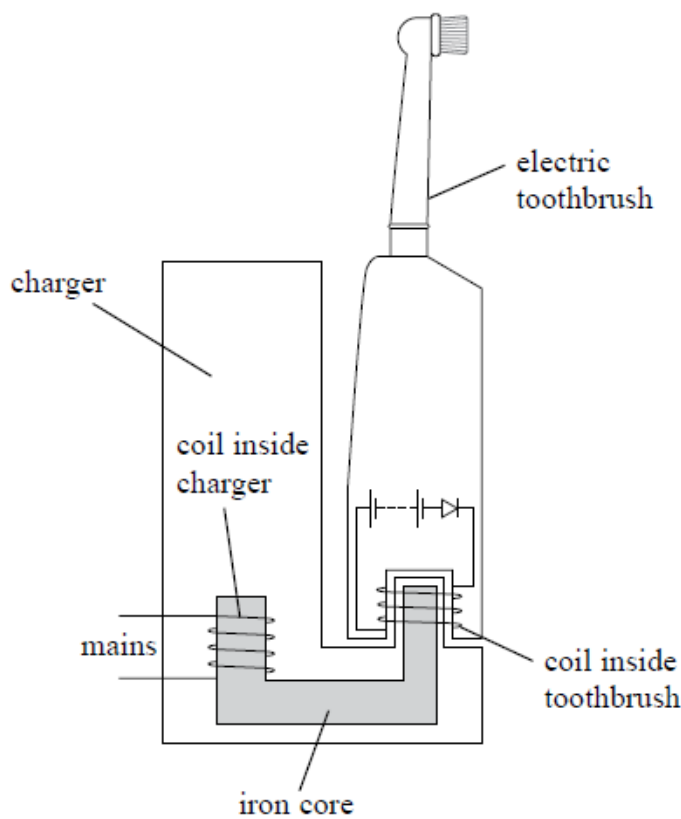 electric
toothbrush
charger
coil inside
charger
mains
coil inside
toothbrush
iron core